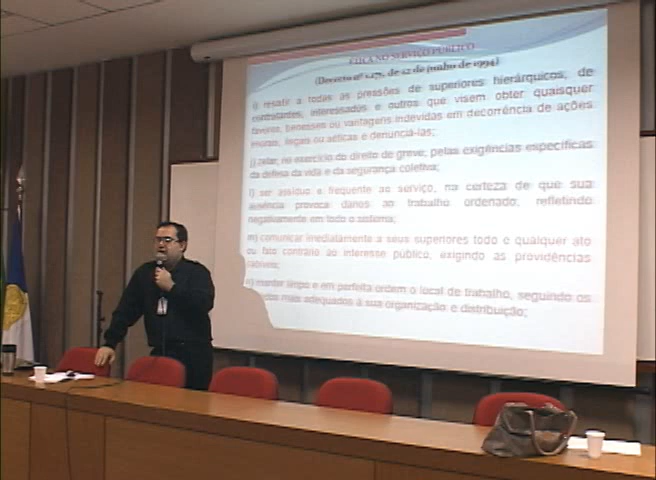 ÉTICA NO SERVIÇO PÚBLICO
(Decreto nº 1.171, de 22 de junho de 1994)
i) resistir a todas as pressões de superiores hierárquicos, de
contratantes, interessados e outros que visem obter quaisquer
favores, benesses ou vantagens indevidas em decorrência de ações
imorais, ilegais ou aéticas e denunciá-las;
j) zelar, no exercício do direito de greve, pelas exigências específicas
da defesa da vida e da segurança coletiva;
l) ser assíduo e frequente ao serviço, na certeza de que sua
ausência provoca danos ao trabalho ordenado, refletindo
negativamente em todo o sistema;
m) comunicar imediatamente a seus superiores todo e qualquer ato
ou fato contrário ao interesse público, exigindo as providências
cabíveis;
n) manter limpo e em perfeita ordem o local de trabalho, seguindo os
mais adequados à sua organização e distribuição;